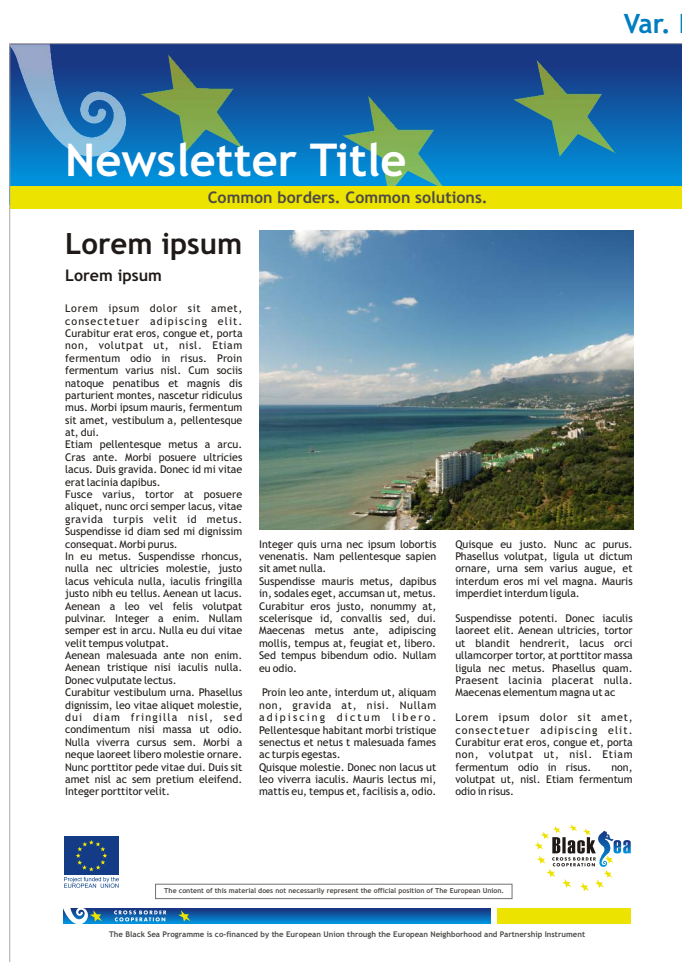 Var.
Newsletter Title
Common borders. Common solutions.
Lorem ipsum
Lorem ipsum
Lorem ipsum dolor sit amet,
consectetuer adipiscing elit.
Curabitur erat eros, congue et, porta
non, volutpat ut, nisl. Etiam
fermentum odio in risus. Proin
fermentum varius nisl. Cum sociis
natoque penatibus et magnis dis
parturient montes, nascetur ridiculus
mus. Morbi ipsum mauris, fermentum
sit amet, vestibulum a, pellentesque
at, dui.
Etiam pellentesque metus a arcu.
Cras ante. Morbi posuere ultricies
lacus. Duis gravida. Donec id mi vitae
erat lacinia dapibus.
Fusce varius, tortor at posuere
aliquet, nunc orci semper lacus, vitae
gravida turpis velit id metus.
Suspendisse id diam sed mi dignissim
consequat. Morbi purus.
In eu metus. Suspendisse rhoncus,
nulla nec ultricies molestie, justo
lacus vehicula nulla, iaculis fringilla
justo nibh eu tellus. Aenean ut lacus.
Aenean a leo vel felis volutpat
pulvinar. Integer a enim. Nullam
semper est in arcu. Nulla eu dui vitae
velit tempus volutpat.
Aenean malesuada ante non enim.
Aenean tristique nisi iaculis nulla.
Donec vulputate lectus.
Curabitur vestibulum urna. Phasellus
dignissim, leo vitae aliquet molestie,
dui diam fringilla nisl, sed
condimentum nisi massa ut odio.
Nulla viverra cursus sem. Morbi a
neque laoreet libero molestie ornare.
Nunc porttitor pede vitae dui. Duis sit
amet nisl ac sem pretium eleifend.
Integer porttitor velit.
Integer quis urna nec ipsum lobortis
venenatis. Nam pellentesque sapien
sit amet nulla.
Suspendisse mauris metus, dapibus
in, sodales eget, accumsan ut, metus.
Curabitur eros justo, nonummy at,
scelerisque id, convallis sed, dui.
Maecenas metus ante, adipiscing
mollis, tempus at, feugiat et, libero.
Sed tempus bibendum odio. Nullam
eu odio.
Proin leo ante, interdum ut, aliquam
non, gravida at, nisi. Nullam
adipiscing dictum libero.
Pellentesque habitant morbi tristique
senectus et netus t malesuada fames
ac turpis egestas.
Quisque molestie. Donec non lacus ut
leo viverra iaculis. Mauris lectus mi,
mattis eu, tempus et, facilisis a, odio.
Quisque eu justo. Nunc ac purus.
Phasellus volutpat, ligula ut dictum
ornare, urna sem varius augue, et
interdum eros mi vel magna. Mauris
imperdiet interdum ligula.
Suspendisse potenti. Donec iaculis
laoreet elit. Aenean ultricies, tortor
ut blandit hendrerit, lacus orci
ullamcorper tortor, at porttitor massa
ligula nec metus. Phasellus quam.
Praesent lacinia placerat nulla.
Maecenas elementum magna ut ac
Lorem ipsum dolor sit amet,
consectetuer adipiscing elit.
Curabitur erat eros, congue et, porta
non, volutpat ut, nisl. Etiam
fermentum odio in risus. non,
volutpat ut, nisl. Etiam fermentum
odio in risus.
Project funded by the
EUROPEAN UNION
Black Sea
CROSS BORDER
COOPERATION
The content of this material does not necessarily represent the official position of The European Union.
CROSS BORDER
COOPERATION
The Black Sea Programme is co-financed by the European Union through the European Neighborhood and Partnership Instrument